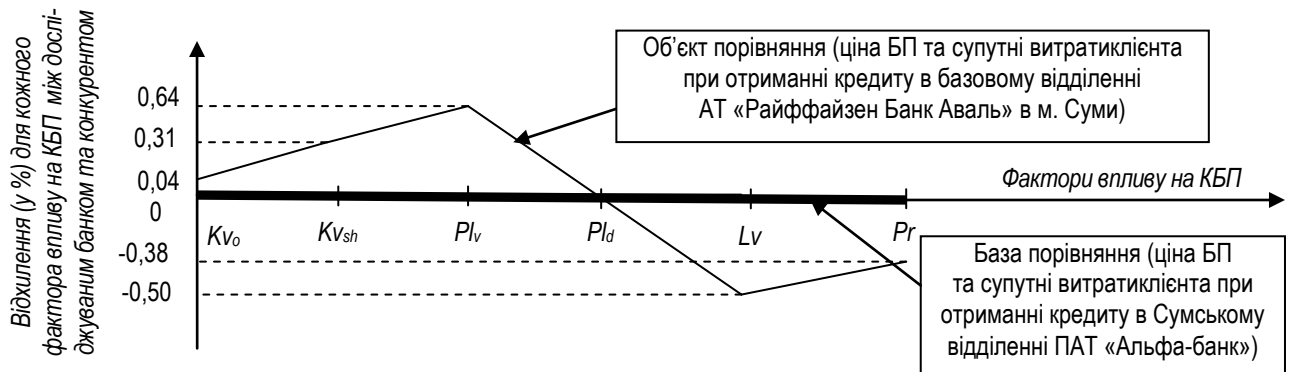 Відхилення (у %) для кожного
фактора впливу на КБП між дослі-
джуваним банком та конкурентом
0,64
0,31
0,04
0
-0,38
-0,50
Об’єкт порівняння (ціна БП та супутні витратиклієнта
при отриманні кредиту в базовому відділенні
АТ «Райффайзен Банк Аваль» в м. Суми)
Фактори впливу на КБП
Kvo Kvsh Plv Pld Lv Pr
База порівняння (ціна БП
та супутні витратиклієнта при
отриманні кредиту в Сумському
відділенні ПАТ «Альфа-банк»)